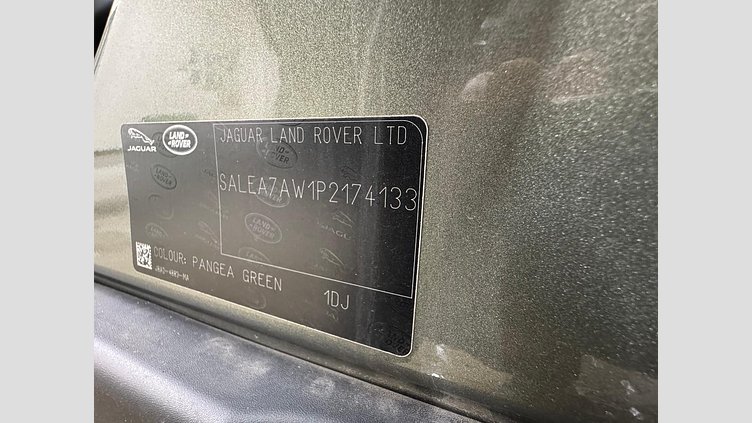 JAGUAR
LAND ROVER
JAGUAR LAND ROVER LTD
SALEA7AW1P2174133
COLOUR: PANGEA GREEN
1DJ